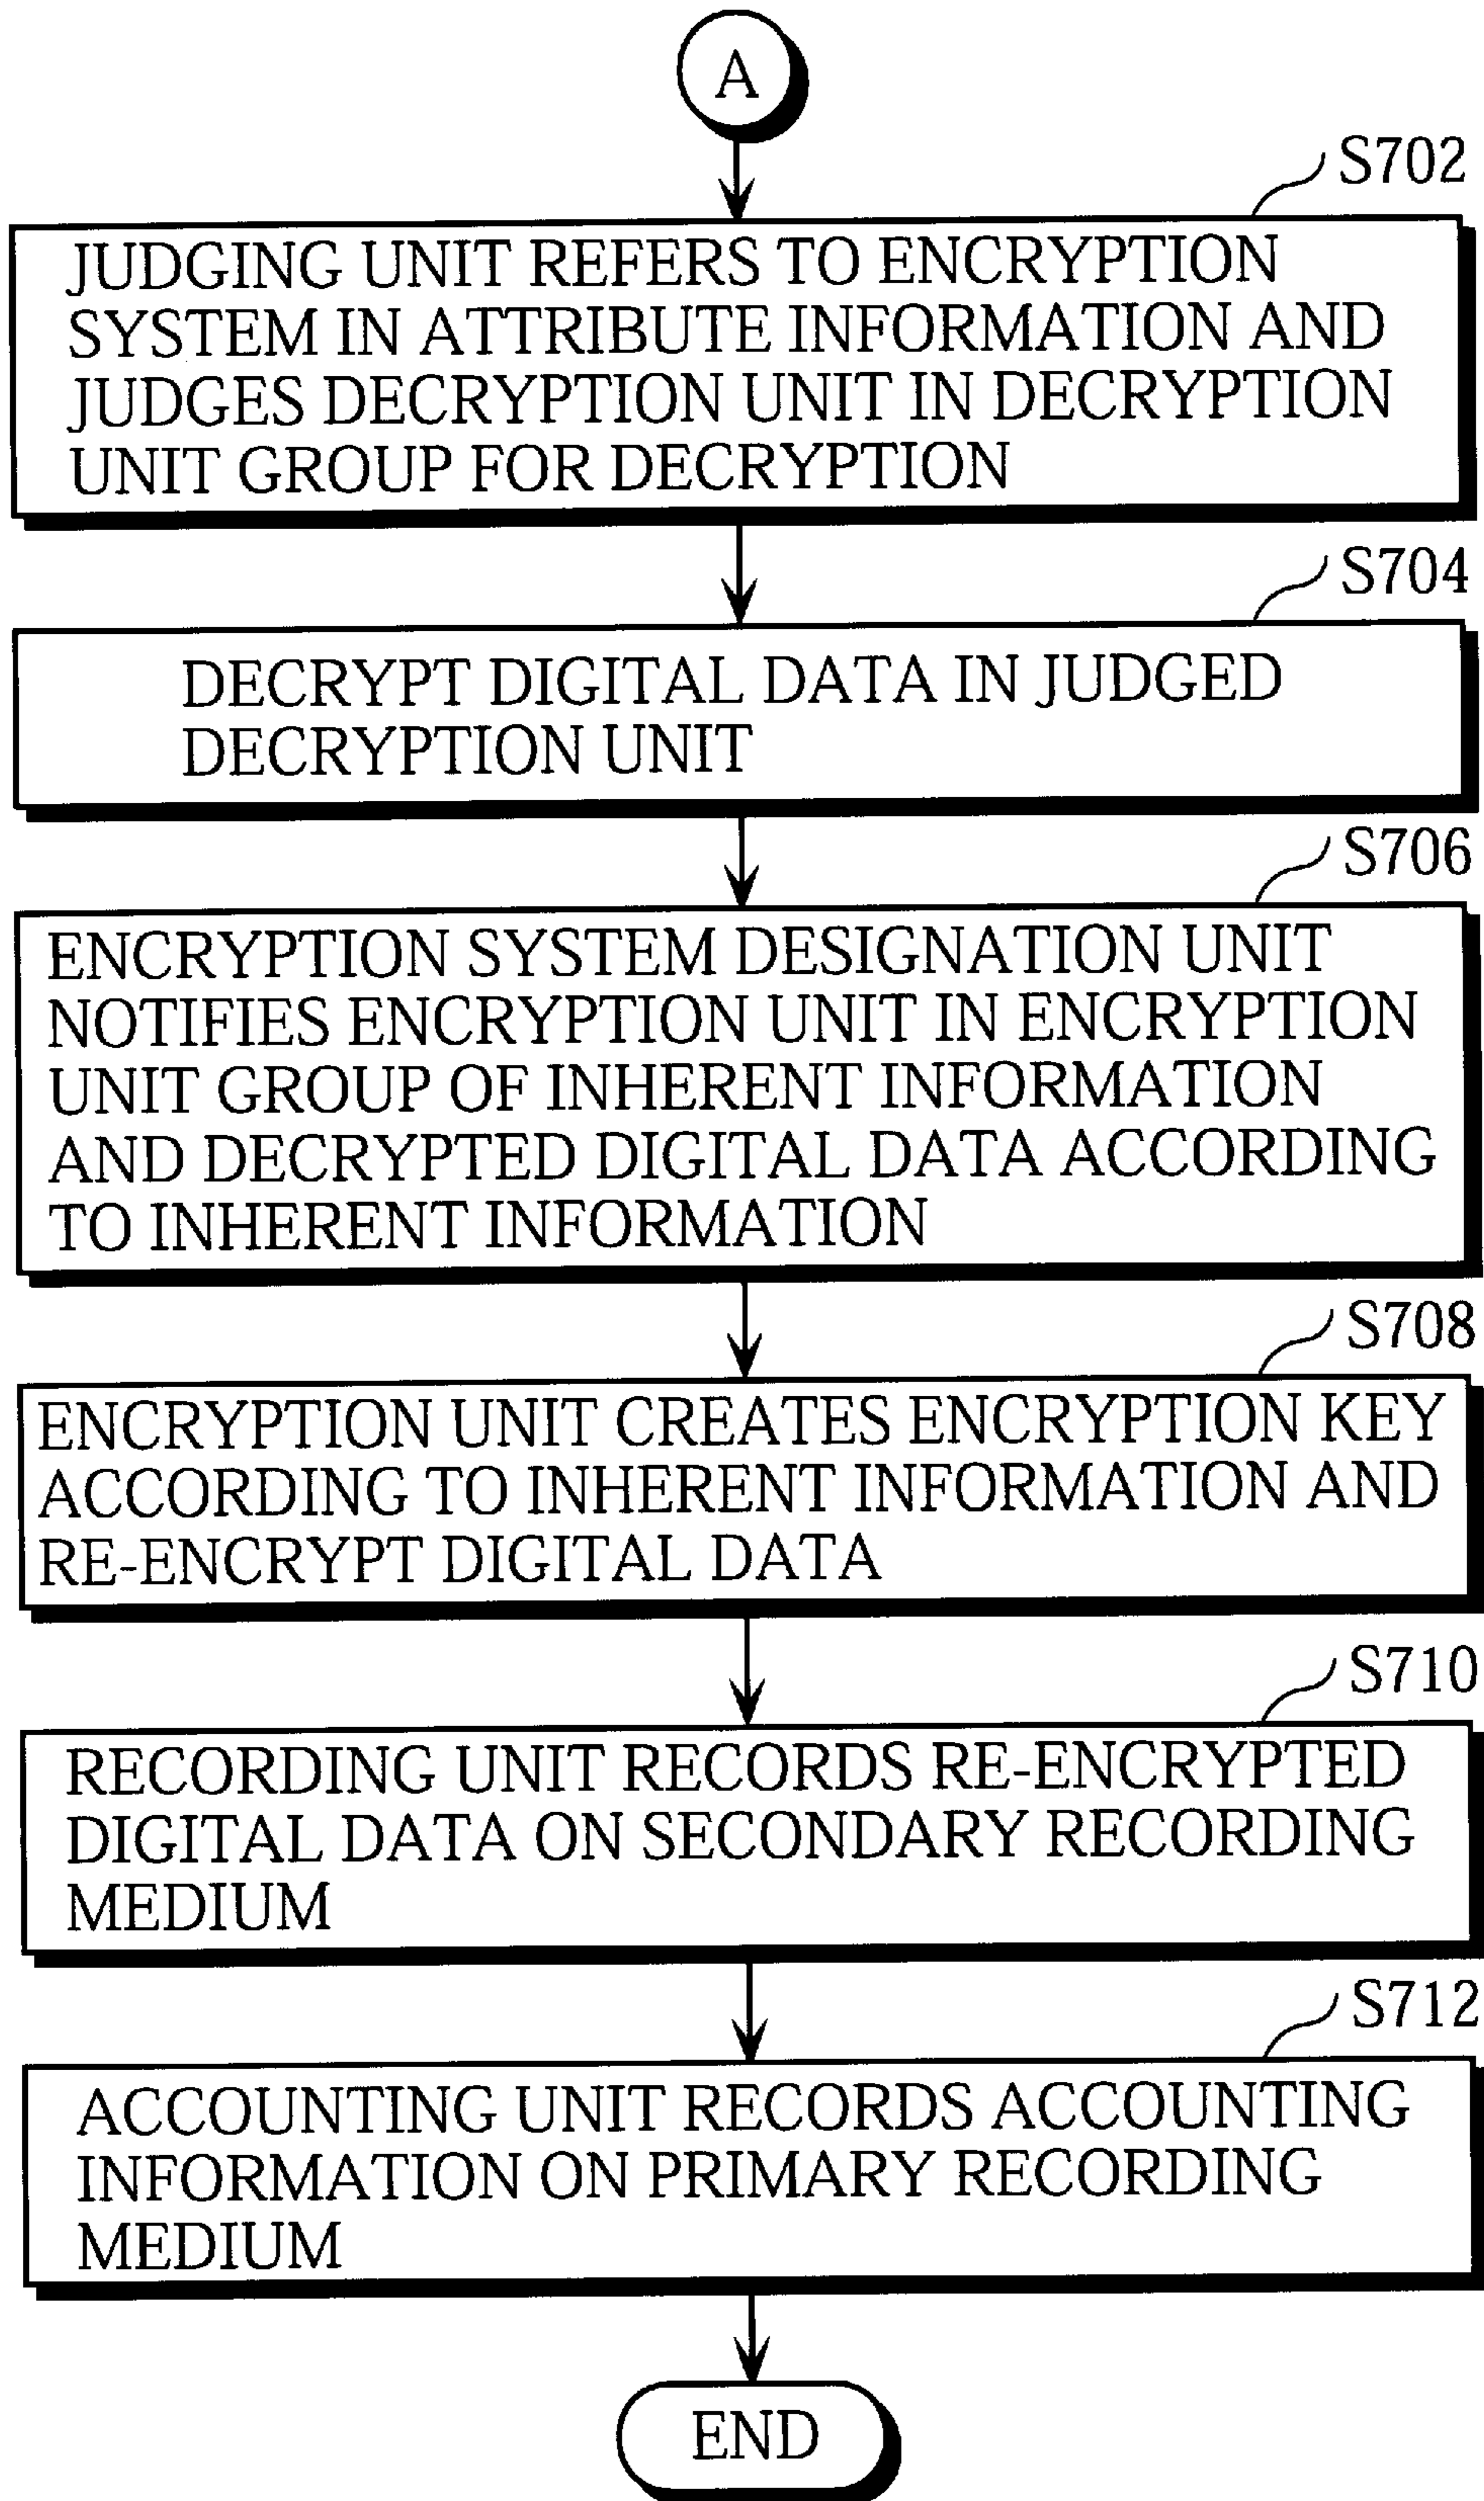 A
S702
JUDGING UNIT REFERS TO ENCRYPTION
SYSTEM IN ATTRIBUTE INFORMATION AND
JUDGES DECRYPTION UNIT IN DECRYPTION
UNIT GROUP FOR DECRYPTION
S704
DECRYPT DIGITAL DATA IN JUDGED
DECRYPTION UNIT
S706
ENCRYPTION SYSTEM DESIGNATION UNIT
NOTIFIES ENCRYPTION UNIT IN ENCRYPTION
UNIT GROUP OF INHERENT INFORMATION
AND DECRYPTED DIGITAL DATA ACCORDING
TO INHERENT INFORMATION
S708
ENCRYPTION UNIT CREATES ENCRYPTION KEY
ACCORDING TO INHERENT INFORMATION AND
RE-ENCRYPT DIGITAL DATA
S710
RECORDING UNIT RECORDS RE-ENCRYPTED
DIGITAL DATA ON SECONDARY RECORDING
MEDIUM
S712
ACCOUNTING UNIT RECORDS ACCOUNTING
INFORMATION ON PRIMARY RECORDING
MEDIUM
END